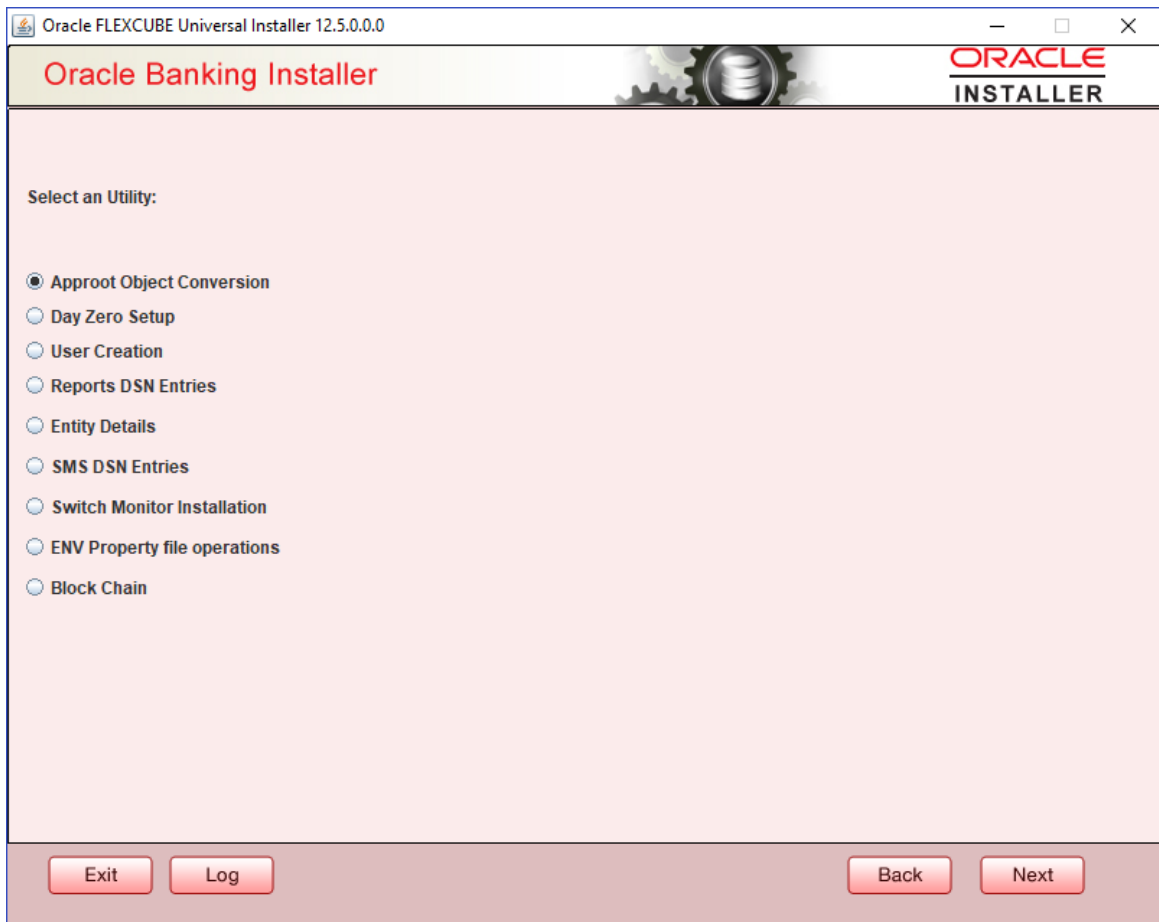 Oracle FLEXCUBE Universal Installer 12.5.0.0.0
Oracle Banking Installer
ORACLE
INSTALLER
Select an Utility:
Approot Object Conversion
Day Zero Setup
User Creation
Reports DSN Entries
Entity Details
SMS DSN Entries
Switch Monitor Installation
ENV Property file operations
Block Chain
Exit
Log
Back
Next